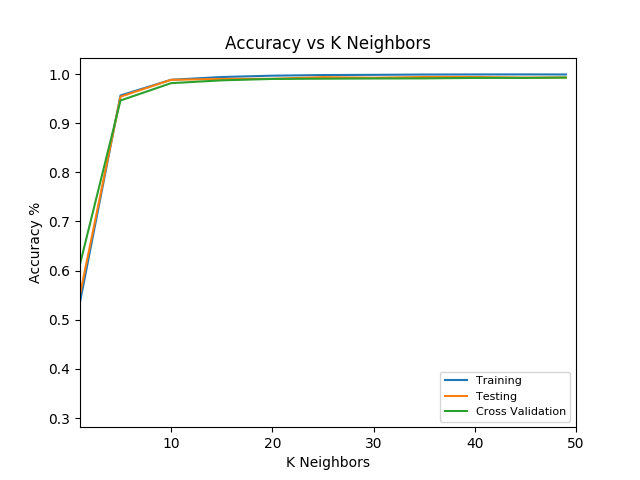 Accuracy vs K Neighbors
1.0
0.9
0.8
0.7
0.6
0.5
0.4
0.3
Accuracy %
10
20
30
40
50
K Neighbors
Training
Testing
Cross Validation